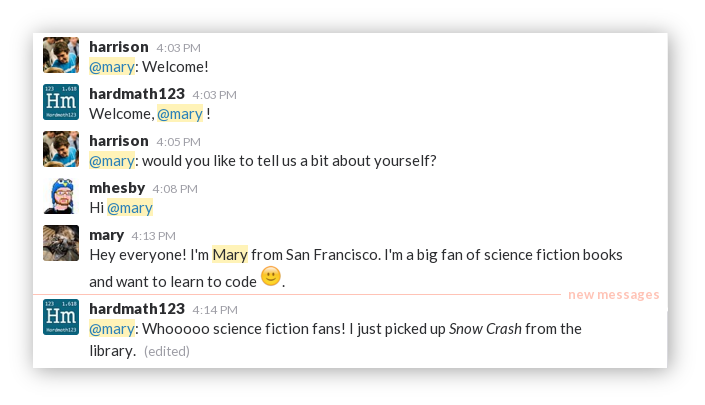 harrison 4:03 PM
@mary: Welcome!
123 1.618
Hm
Hardmath123
hardmath123 4:03 PM
Welcome, @mary !
harrison 4:05 PM
@mary: would you like to tell us a bit about yourself?
mhesby 4:08 PM
Hi @mary
mary 4:13 PM
Hey everyone! I'm Mary from San Francisco. I'm a big fan of science fiction books
and want to learn to code 🙂.
new messages
123 1.618
Hm
Hardmath123
hardmath123 4:14 PM
@mary: Whooooo science fiction fans! I just picked up Snow Crash from the
library. (edited)